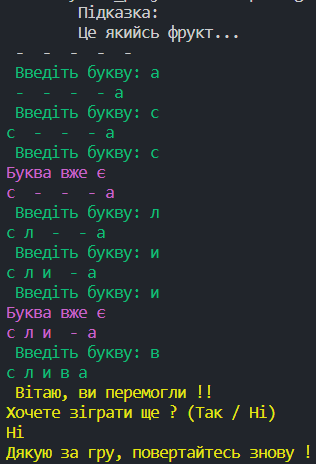 Підказка:
Це якийсь фрукт...
- - - - -
Введіть букву: а
- - - - а
Введіть букву: с
с - - - а
Введіть букву: с
Буква вже є
с - - - а
Введіть букву: л
с л - - а
Введіть букву: и
с л и - а
Введіть букву: и
Буква вже є
с л и - а
Введіть букву: в
с л и в а
Вітаю, ви перемогли !!
Хочете зіграти ще ? (Так / Ні)
Ні
Дякую за гру, повертайтесь знову !